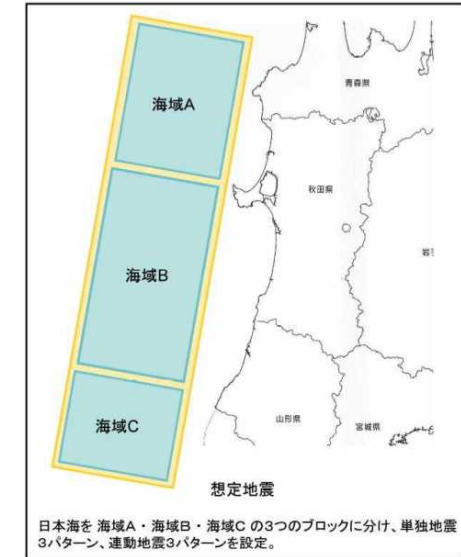 海域A
青森県
秋田県
海域B
岩
海域C
山形県
宮城県
想定地震
日本海を 海域A・海域B・海域C の3つのブロックに分け、単独地震
3パターン、連動地震3パターンを設定。